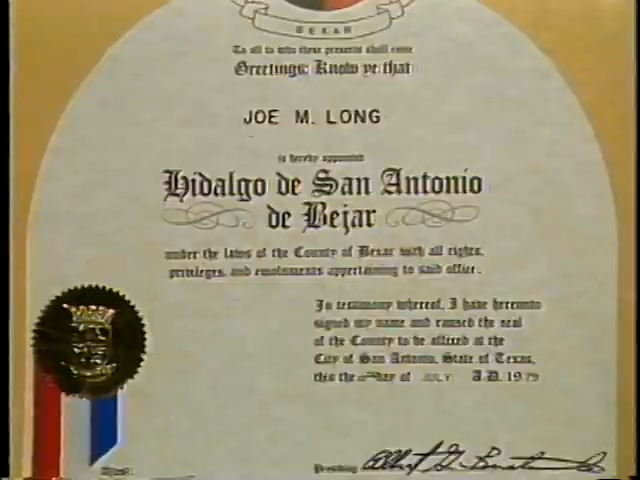 BEXAR
To all to who these presents shall come
Greetings: Know ye that
JOE M. LONG
is hereby appointed
Hidalgo de San Antonio
de Bejar
under the laws of the County of Bexar with all rights,
privileges, and emoluments appertaining to said office.
In testimony whereof, I have hereunto
signed my name and caused the seal
of the County to be affixed at the
City of San Antonio, State of Texas,
this the day of JULY A.D. 1979
Presiding